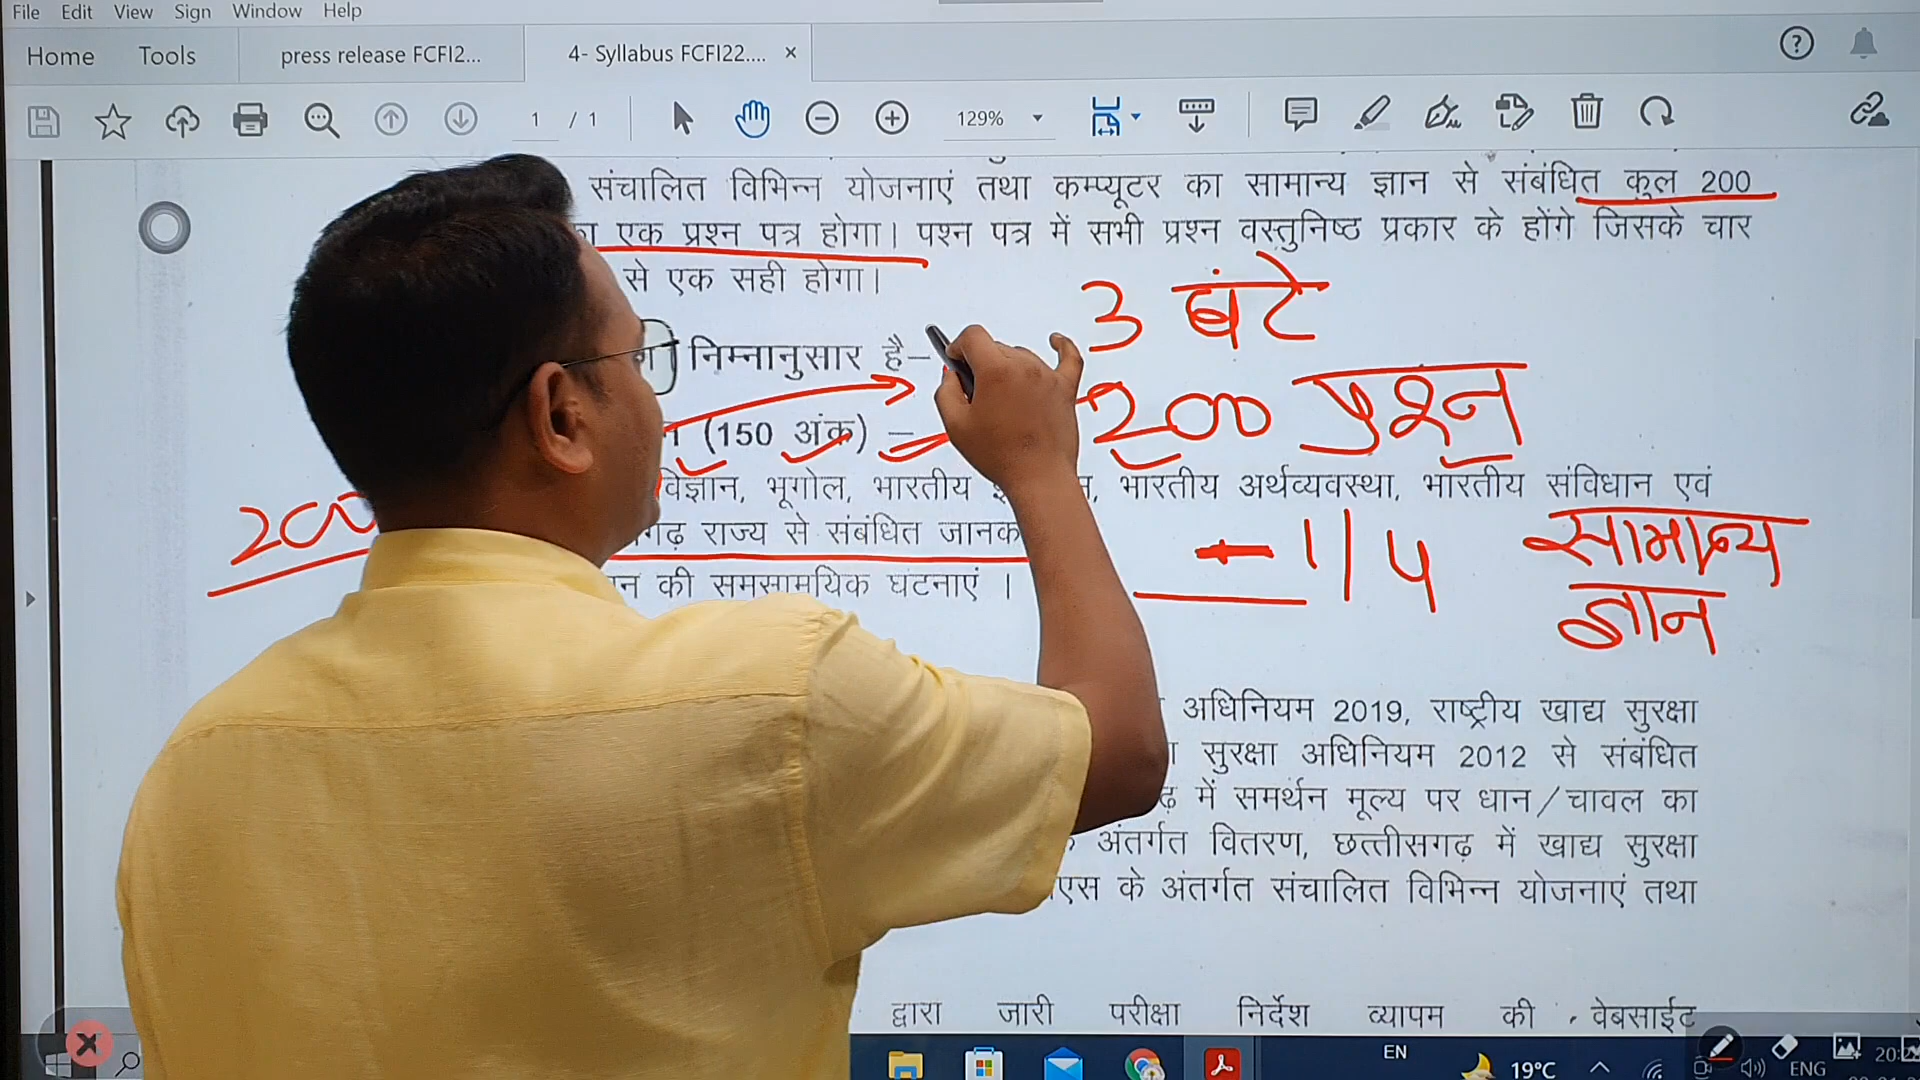 File Edit View Sign Window Help
Home Tools press release FCFI2... 4- Syllabus FCFI22.... ×
1 / 1 129%
संचालित विभिन्न योजनाएं तथा कम्प्यूटर का सामान्य ज्ञान से संबंधित कुल 200
एक प्रश्न पत्र होगा। पश्न पत्र में सभी प्रश्न वस्तुनिष्ठ प्रकार के होंगे जिसके चार
से एक सही होगा।
3 घंटे
निम्नानुसार है–
200 प्रश्न
(150 अंक) –
विज्ञान, भूगोल, भारतीय भारतीय अर्थव्यवस्था, भारतीय संविधान एवं
200
राज्य से संबंधित
- 1/4 सामान्य
ज्ञान
की समसामयिक घटनाएं ।
अधिनियम 2019, राष्ट्रीय खाद्य सुरक्षा
सुरक्षा अधिनियम 2012 से संबंधित
में समर्थन मूल्य पर धान/चावल का
अंतर्गत वितरण, छत्तीसगढ़ में खाद्य सुरक्षा
के अंतर्गत संचालित विभिन्न योजनाएं तथा
द्वारा जारी परीक्षा निर्देश व्यापम की वेबसाईट
EN 19°C ENG